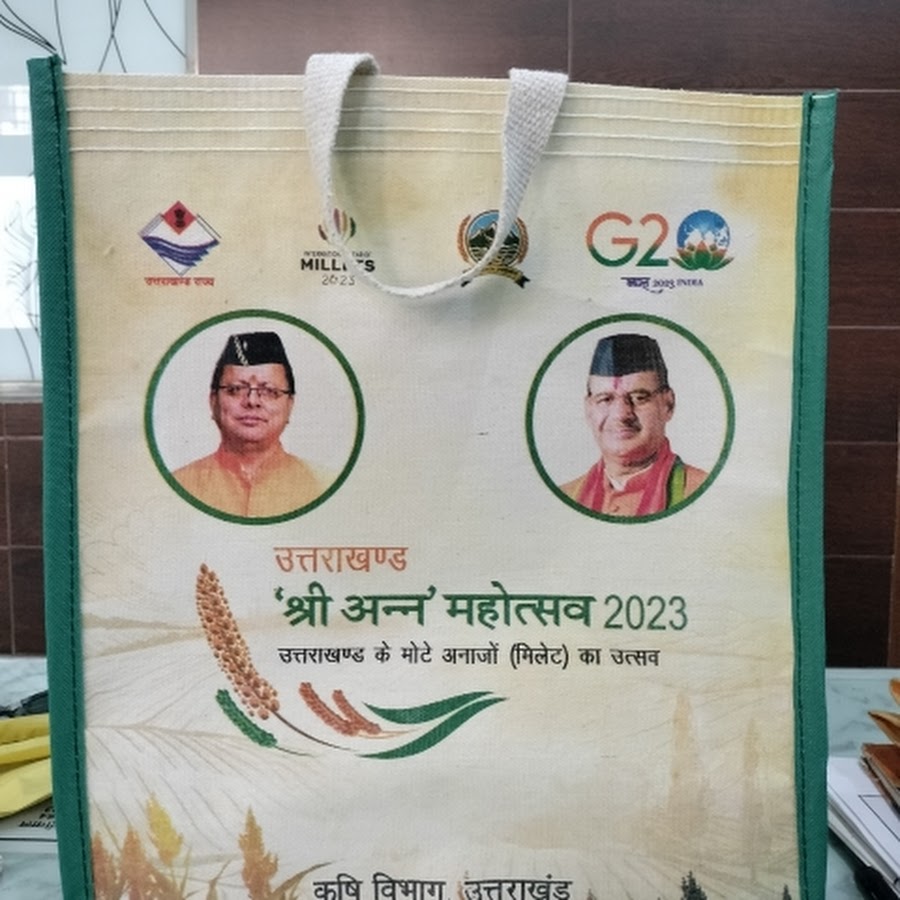 उत्तराखण्ड राज्य
MILLETS
2023
G20
2023 INDIA
उत्तराखण्ड
'श्री अन्न' महोत्सव 2023
उत्तराखण्ड के मोटे अनाजों (मिलेट) का उत्सव
कृषि विभाग, उत्तराखंड